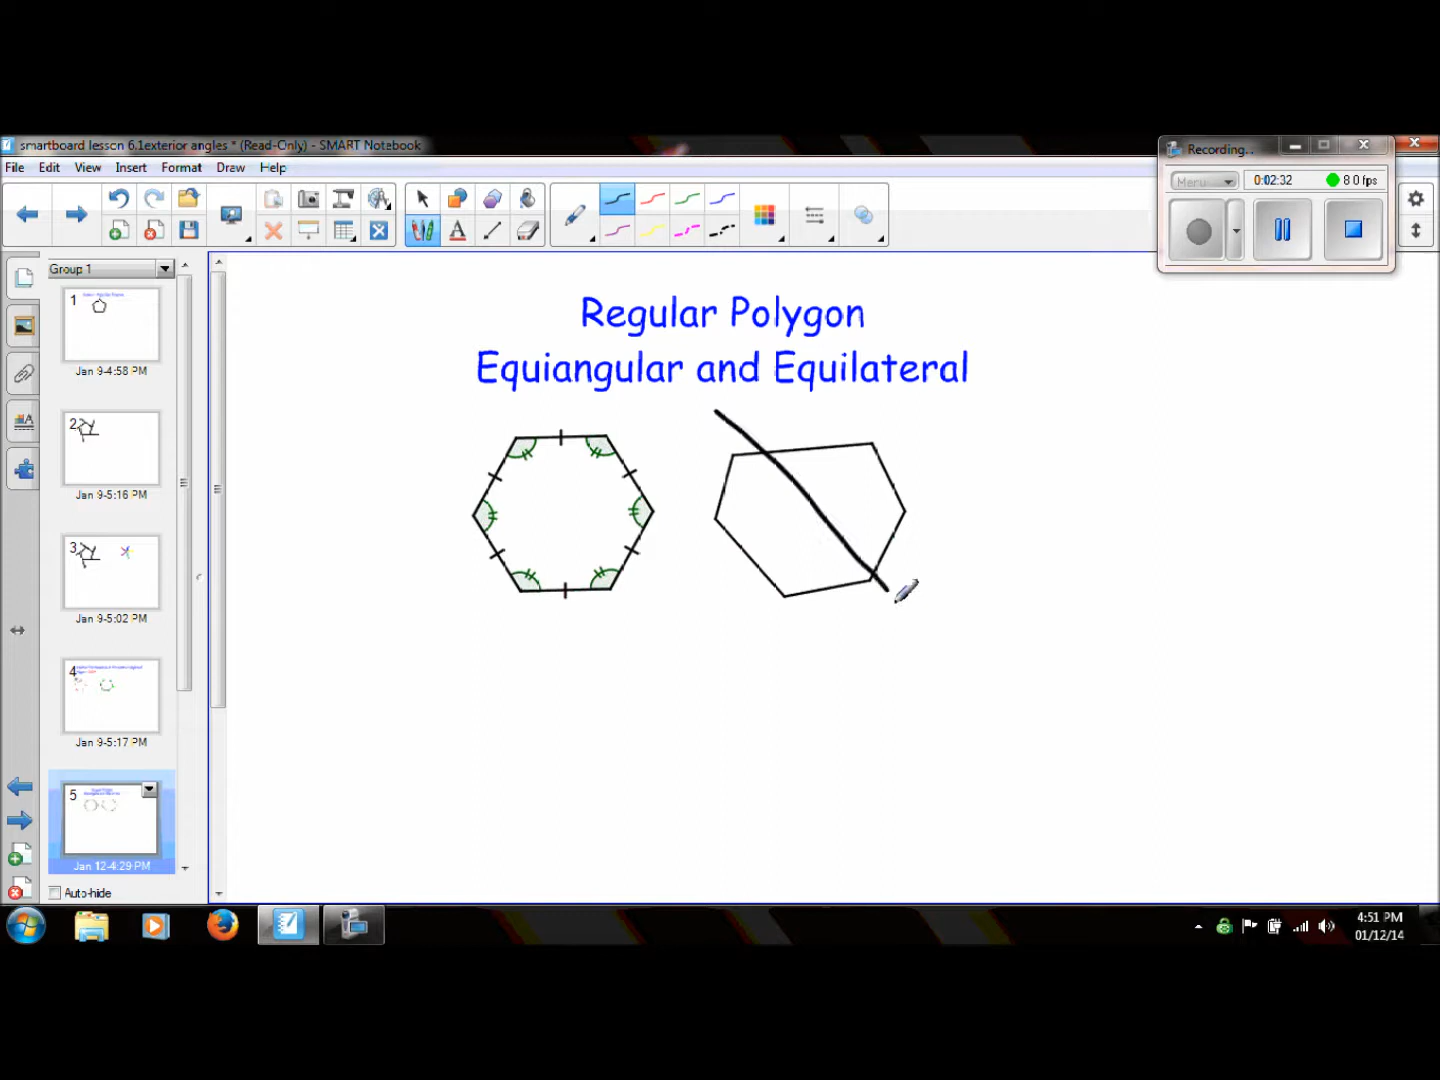 smartboard lesson 6.1exterior angles * (Read-Only) - SMART Notebook
File Edit View Insert Format Draw Help
Recording...
Menu 0:02:32 8 0 fps
Group 1
1
Jan 9-4:58 PM
2
Jan 9-5:16 PM
3
Jan 9-5:02 PM
4
Jan 9-5:17 PM
5
Jan 12-4:29 PM
Auto-hide
Regular Polygon
Equiangular and Equilateral
4:51 PM
01/12/14